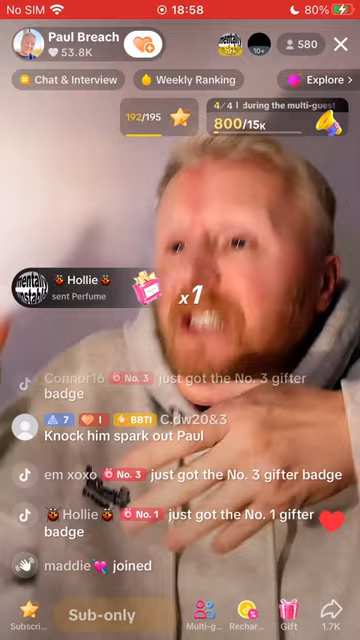 No SIM
18:58
80%
Paul Breach
53.8K
10+
580
Chat & Interview
Weekly Ranking
Explore >
192/195
4/4 | during the multi-guest
800/15K
Hollie
sent Perfume
x1
Connor16 No. 3 just got the No. 3 gifter
badge
7 1 BBTI C.dw20&3
Knock him spark out Paul
em xoxo No. 3 just got the No. 3 gifter badge
Hollie No. 1 just got the No. 1 gifter
badge
maddie joined
Subscri...
Sub-only
Multi-g...
Rechar...
Gift
1.7K